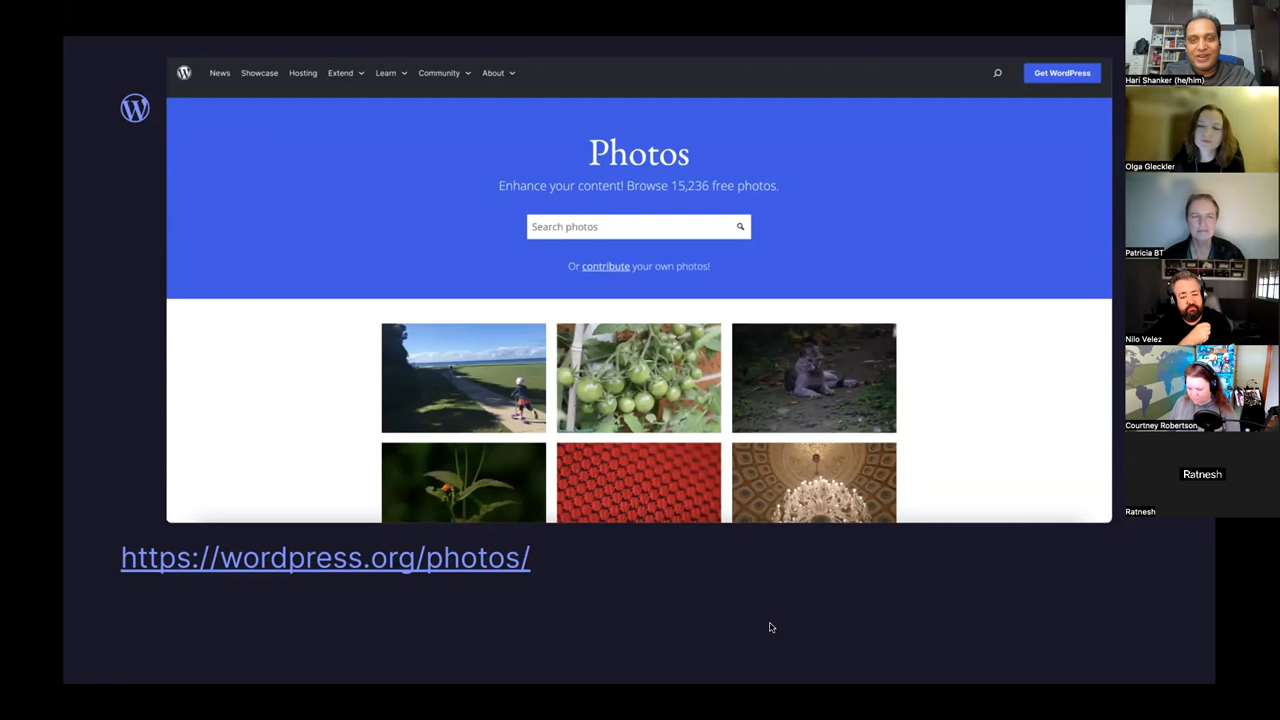 News Showcase Hosting Extend Learn Community About Get WordPress
Photos
Enhance your content! Browse 15,236 free photos.
Search photos
Or contribute your own photos!
https://wordpress.org/photos/
Hari Shanker (he/him)
Olga Gleckler
Patricia BT
Nilo Velez
Courtney Robertson
Ratnesh
Ratnesh